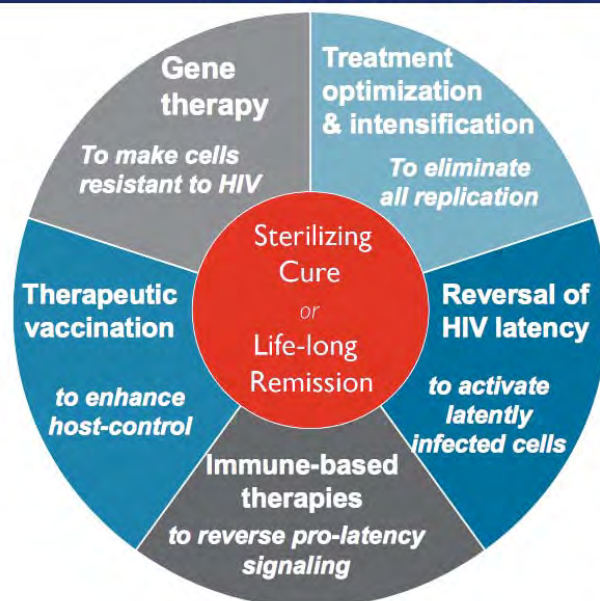 Gene
therapy
To make cells
resistant to HIV
Treatment
optimization
& intensification
To eliminate
all replication
Sterilizing
Cure
or
Life-long
Remission
Therapeutic
vaccination
to enhance
host-control
Reversal of
HIV latency
to activate
latently
infected cells
Immune-based
therapies
to reverse pro-latency
signaling